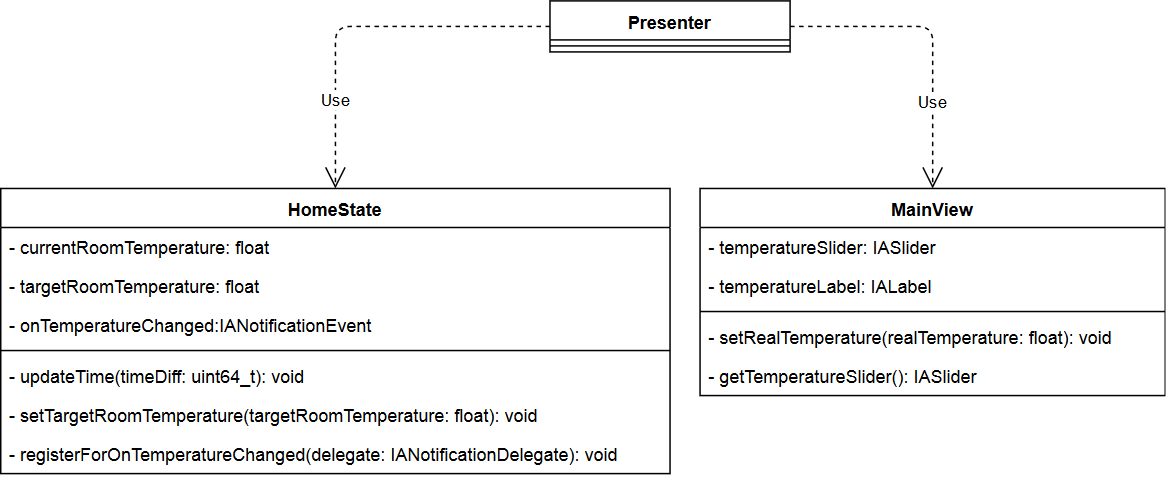 Presenter
Use
Use
HomeState
- currentRoomTemperature: float
- targetRoomTemperature: float
- onTemperatureChanged:IANotificationEvent
- updateTime(timeDiff: uint64_t): void
- setTargetRoomTemperature(targetRoomTemperature: float): void
- registerForOnTemperatureChanged(delegate: IANotificationDelegate): void
MainView
- temperatureSlider: IASlider
- temperatureLabel: IALabel
- setRealTemperature(realTemperature: float): void
- getTemperatureSlider(): IASlider